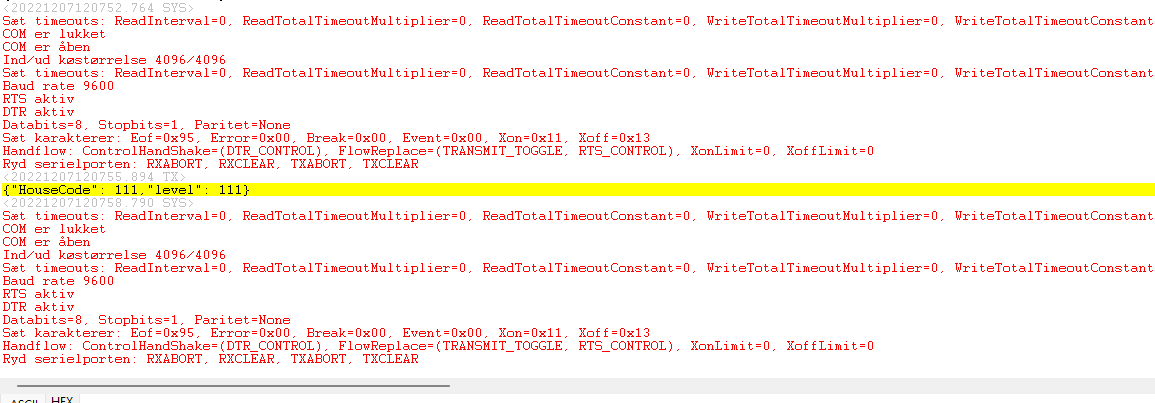 <20221207120752.764 SYS>
Sæt timeouts: ReadInterval=0, ReadTotalTimeoutMultiplier=0, ReadTotalTimeoutConstant=0, WriteTotalTimeoutMultiplier=0, WriteTotalTimeoutConstant
COM er lukket
COM er åben
Ind/ud køstørrelse 4096/4096
Sæt timeouts: ReadInterval=0, ReadTotalTimeoutMultiplier=0, ReadTotalTimeoutConstant=0, WriteTotalTimeoutMultiplier=0, WriteTotalTimeoutConstant
Baud rate 9600
RTS aktiv
DTR aktiv
Databits=8, Stopbits=1, Paritet=None
Sæt karakterer: Eof=0x95, Error=0x00, Break=0x00, Event=0x00, Xon=0x11, Xoff=0x13
Handflow: ControlHandShake=(DTR_CONTROL), FlowReplace=(TRANSMIT_TOGGLE, RTS_CONTROL), XonLimit=0, XoffLimit=0
Ryd serielporten: RXABORT, RXCLEAR, TXABORT, TXCLEAR
<20221207120755.894 TX>
{"HouseCode": 111,"level": 111}
<20221207120758.790 SYS>
Sæt timeouts: ReadInterval=0, ReadTotalTimeoutMultiplier=0, ReadTotalTimeoutConstant=0, WriteTotalTimeoutMultiplier=0, WriteTotalTimeoutConstant
COM er lukket
COM er åben
Ind/ud køstørrelse 4096/4096
Sæt timeouts: ReadInterval=0, ReadTotalTimeoutMultiplier=0, ReadTotalTimeoutConstant=0, WriteTotalTimeoutMultiplier=0, WriteTotalTimeoutConstant
Baud rate 9600
RTS aktiv
DTR aktiv
Databits=8, Stopbits=1, Paritet=None
Sæt karakterer: Eof=0x95, Error=0x00, Break=0x00, Event=0x00, Xon=0x11, Xoff=0x13
Handflow: ControlHandShake=(DTR_CONTROL), FlowReplace=(TRANSMIT_TOGGLE, RTS_CONTROL), XonLimit=0, XoffLimit=0
Ryd serielporten: RXABORT, RXCLEAR, TXABORT, TXCLEAR
ASCII HEX